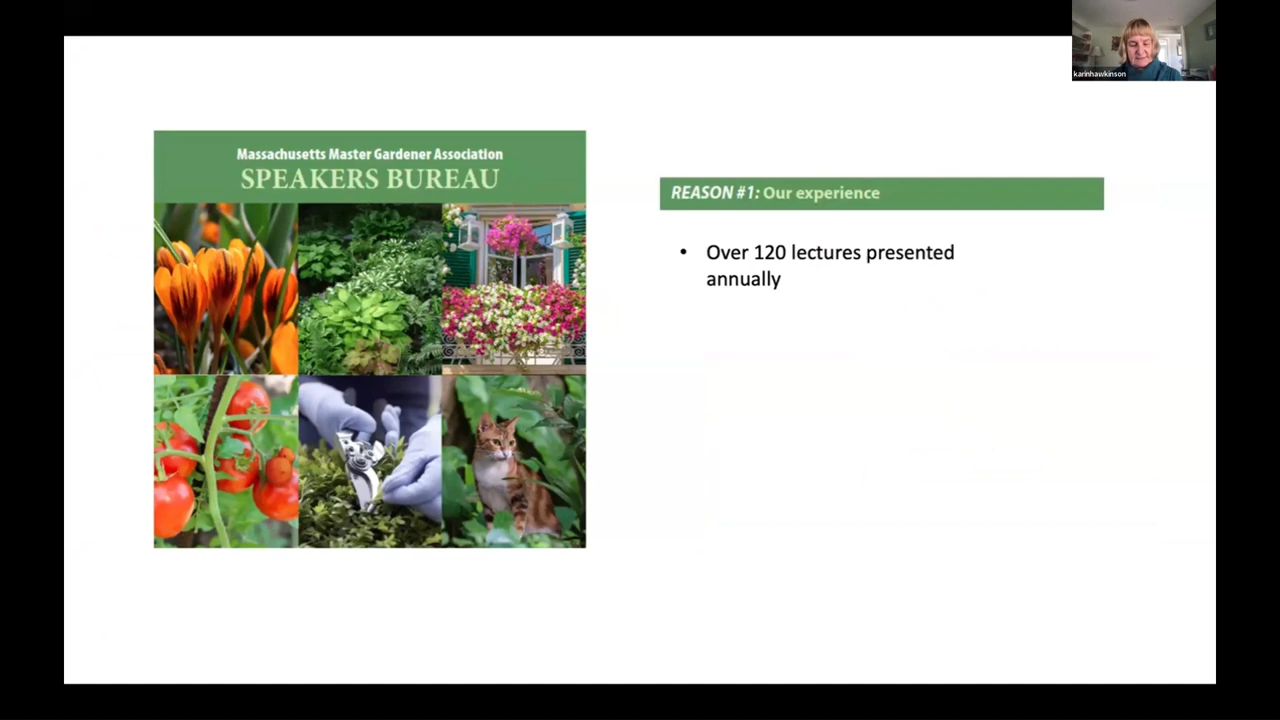 karinhawkinson
Massachusetts Master Gardener Association
SPEAKERS BUREAU
REASON #1: Our experience
• Over 120 lectures presented
annually